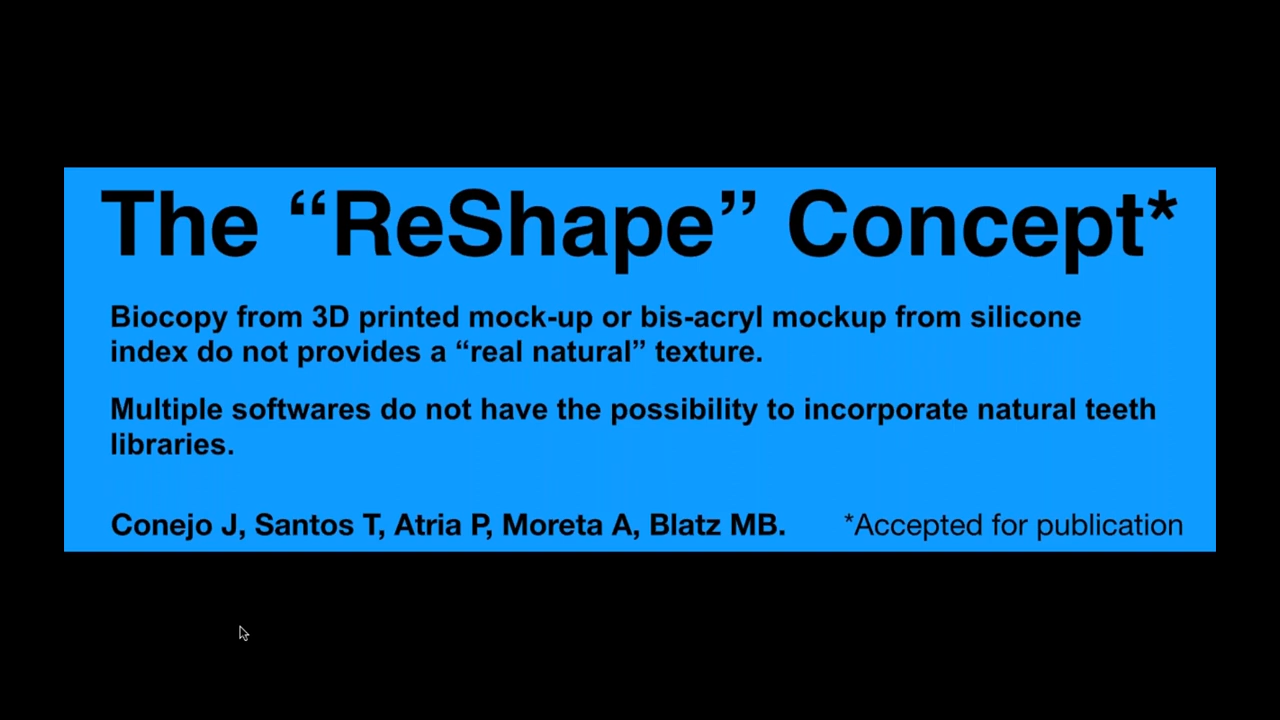 The “ReShape” Concept*
Biocopy from 3D printed mock-up or bis-acryl mockup from silicone
index do not provides a “real natural” texture.
Multiple softwares do not have the possibility to incorporate natural teeth
libraries.
Conejo J, Santos T, Atria P, Moreta A, Blatz MB. *Accepted for publication